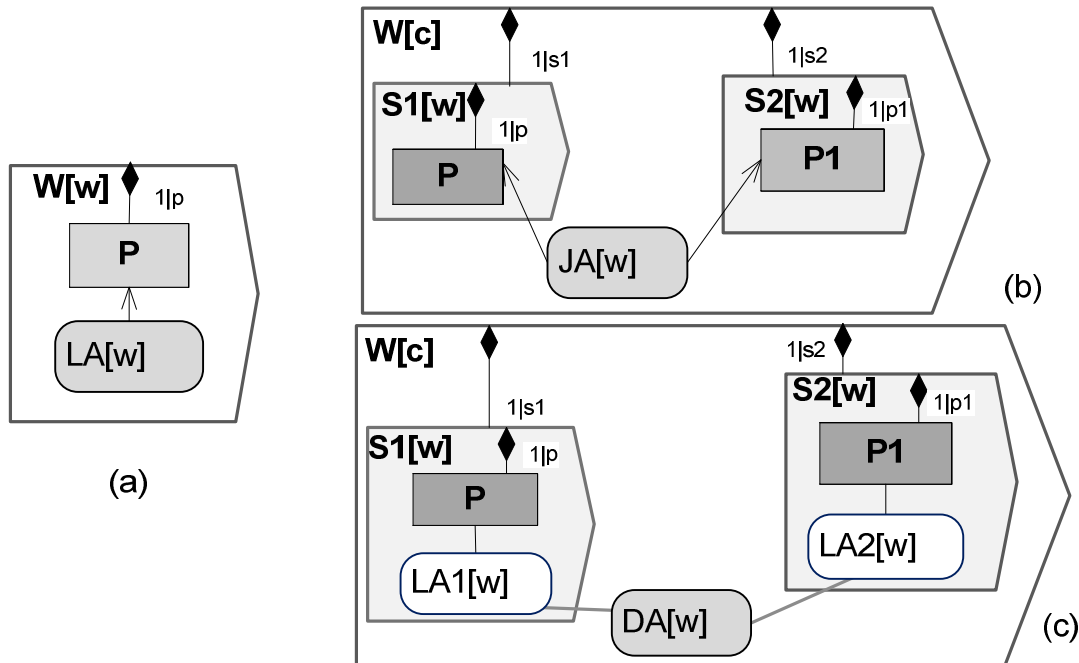 W[w]
1|p
P
LA[w]
(a)
W[c]
1|s1
1|s2
S1[w]
1|p
P
S2[w]
1|p1
P1
JA[w]
(b)
W[c]
1|s1
1|s2
S1[w]
1|p
P
LA1[w]
S2[w]
1|p1
P1
LA2[w]
DA[w]
(c)